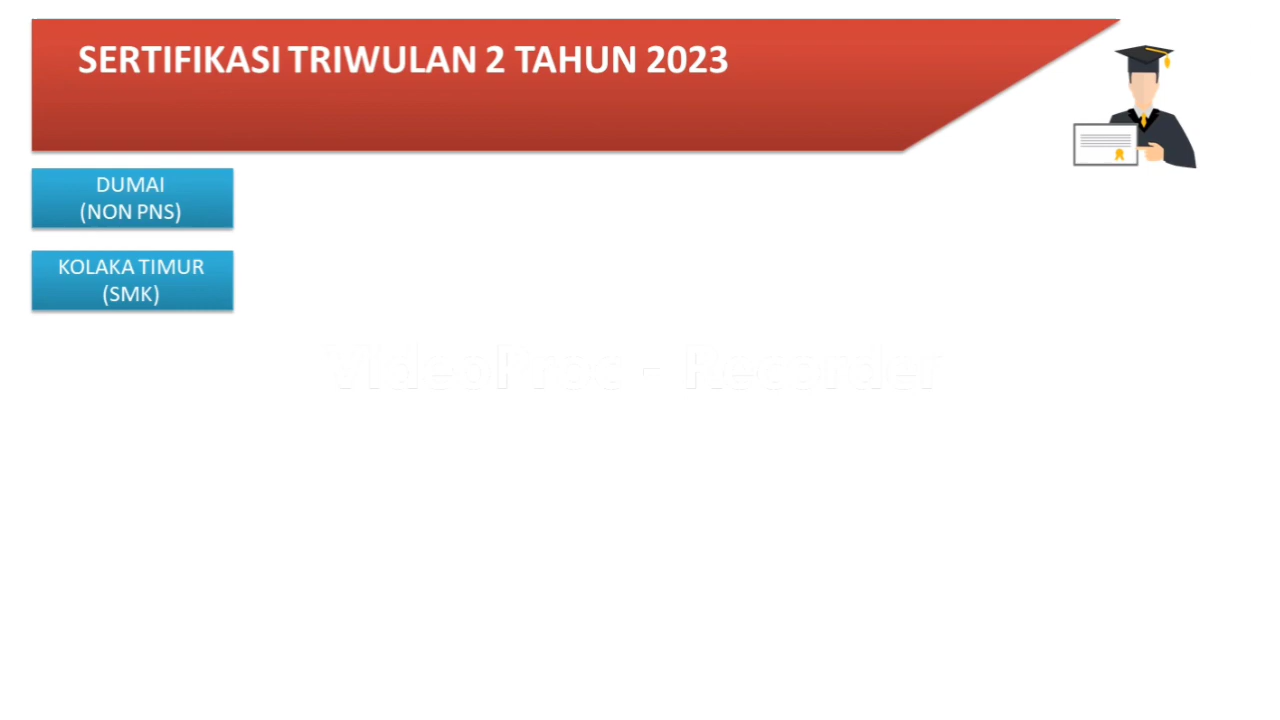 SERTIFIKASI TRIWULAN 2 TAHUN 2023
DUMAI
(NON PNS)
KOLAKA TIMUR
(SMK)
VideoProc - Recorder